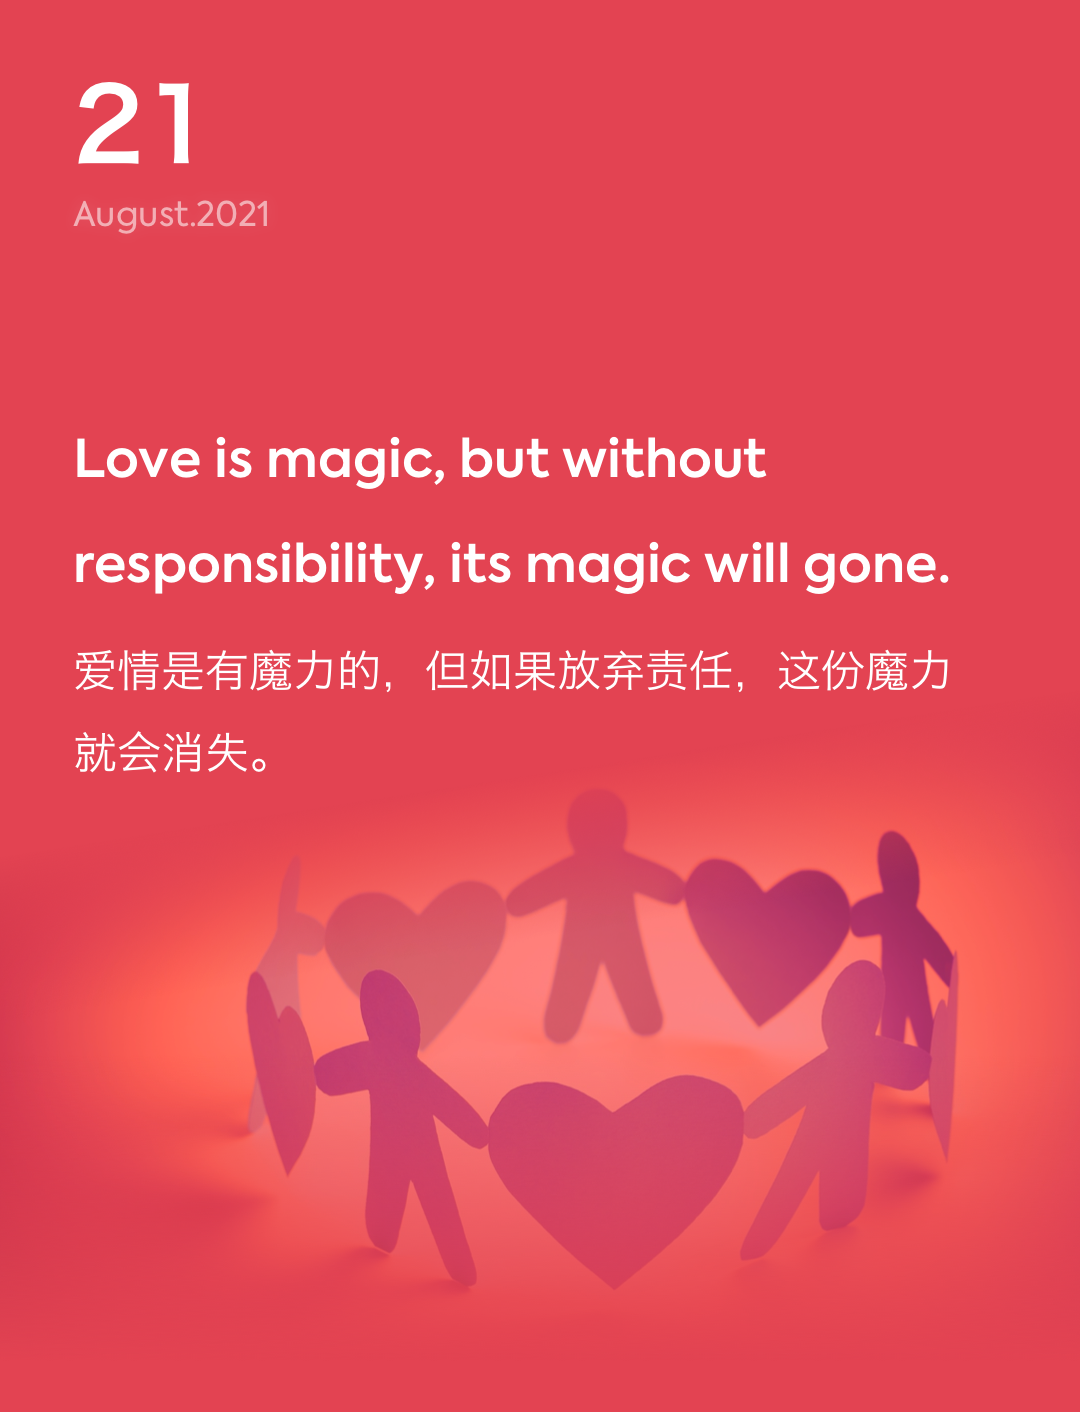 21
August.2021
Love is magic, but without
responsibility, its magic will gone.
爱情是有魔力的，但如果放弃责任，这份魔力
就会消失。